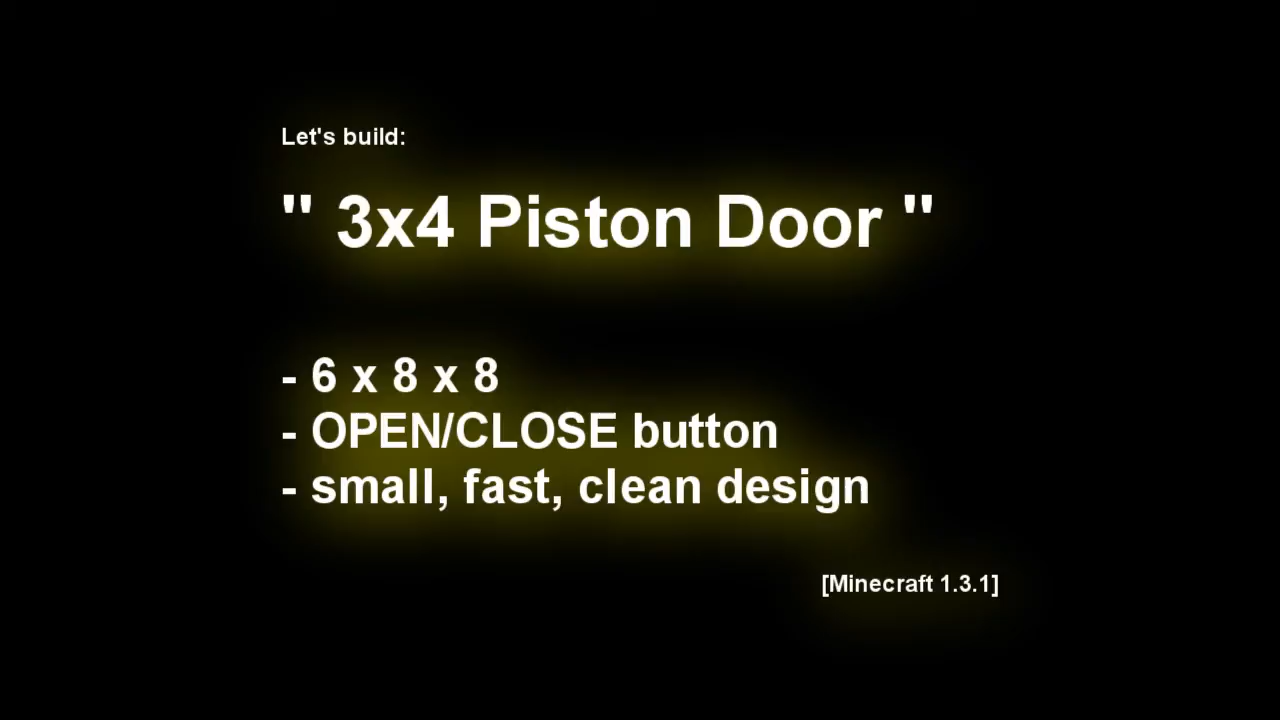 Let's build:
" 3x4 Piston Door "
- 6 x 8 x 8
- OPEN/CLOSE button
- small, fast, clean design
[Minecraft 1.3.1]